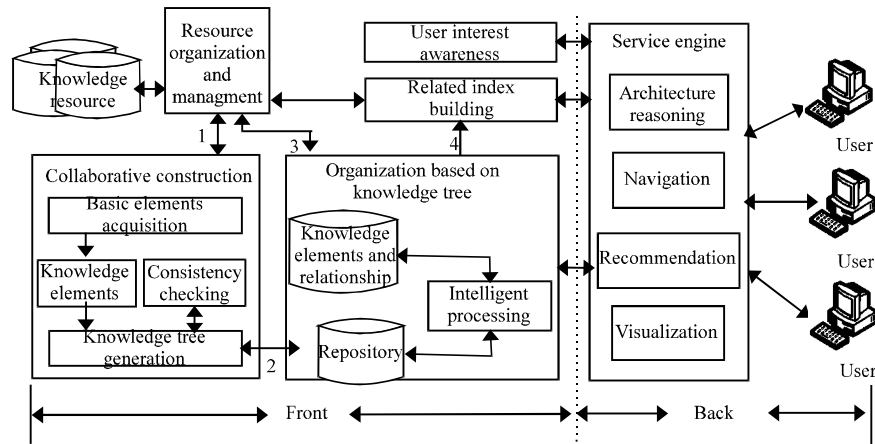 Knowledge
resource
Resource
organization
and
managment
User interest
awareness
Related index
building
1
3
4
Collaborative construction
Basic elements
acquisition
Knowledge
elements
Consistency
checking
Knowledge tree
generation
2
Organization based on
knowledge tree
Knowledge
elements and
relationship
Intelligent
processing
Repository
Service engine
Architecture
reasoning
Navigation
Recommendation
Visualization
User
User
User
Front
Back